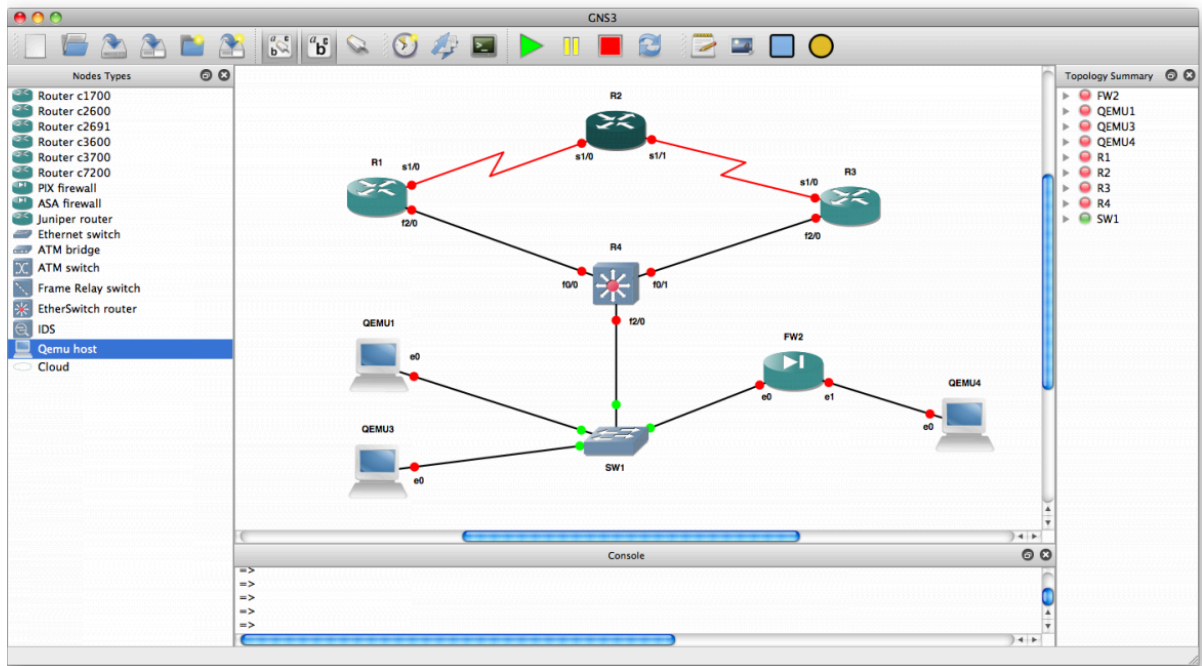 GNS3
Nodes Types
Router c1700
Router c2600
Router c2691
Router c3600
Router c3700
Router c7200
PIX firewall
ASA firewall
Juniper router
Ethernet switch
ATM bridge
ATM switch
Frame Relay switch
EtherSwitch router
IDS
Qemu host
Cloud
R2
s1/0
s1/1
R1
s1/0
f2/0
R3
s1/0
f2/0
R4
f0/0
f0/1
f2/0
QEMU1
e0
QEMU3
e0
SW1
FW2
e0
e1
QEMU4
e0
Console
=>
=>
=>
=>
=>
Topology Summary
FW2
QEMU1
QEMU3
QEMU4
R1
R2
R3
R4
SW1